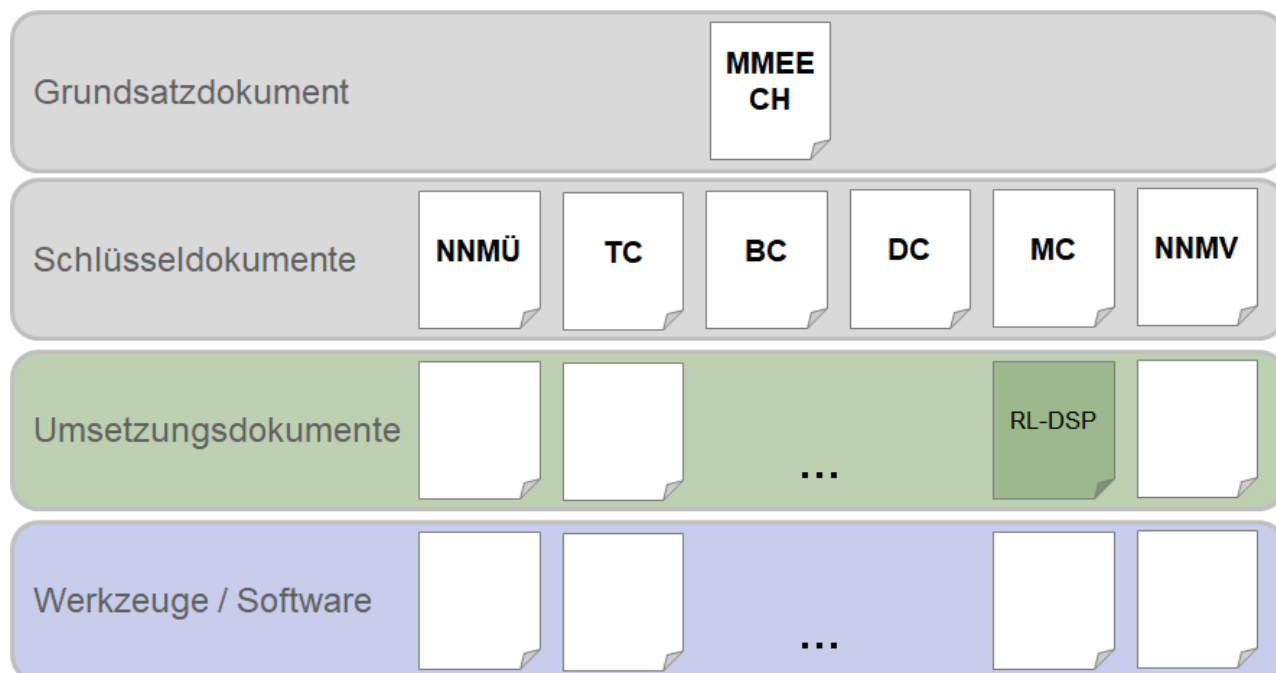 Grundsatzdokument
MMEE
CH
Schlüsseldokumente
NNMÜ
TC
BC
DC
MC
NNMV
Umsetzungsdokumente
...
RL-DSP
Werkzeuge / Software
...